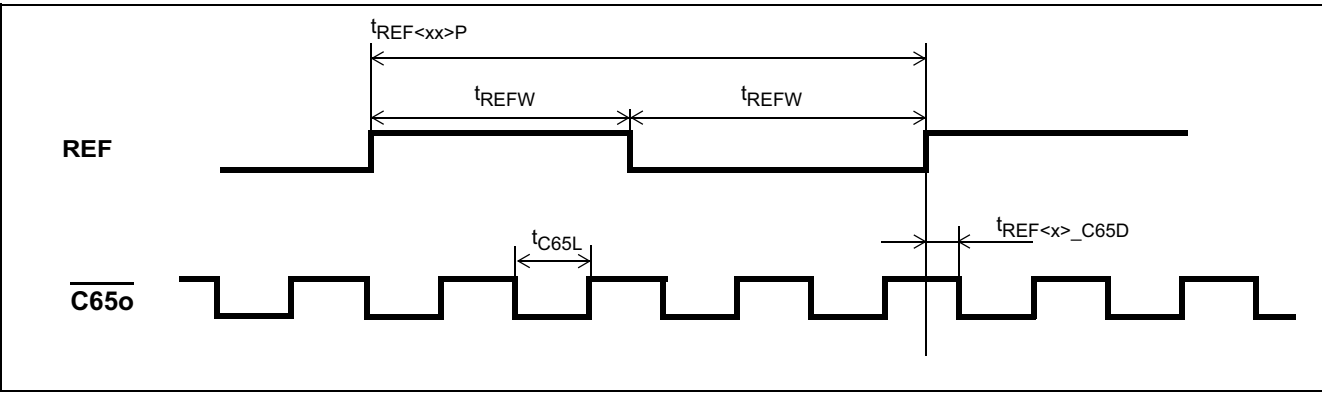 tREF<xx>P
tREFW tREFW
REF
tREF<x>_C65D
tC65L
C65o